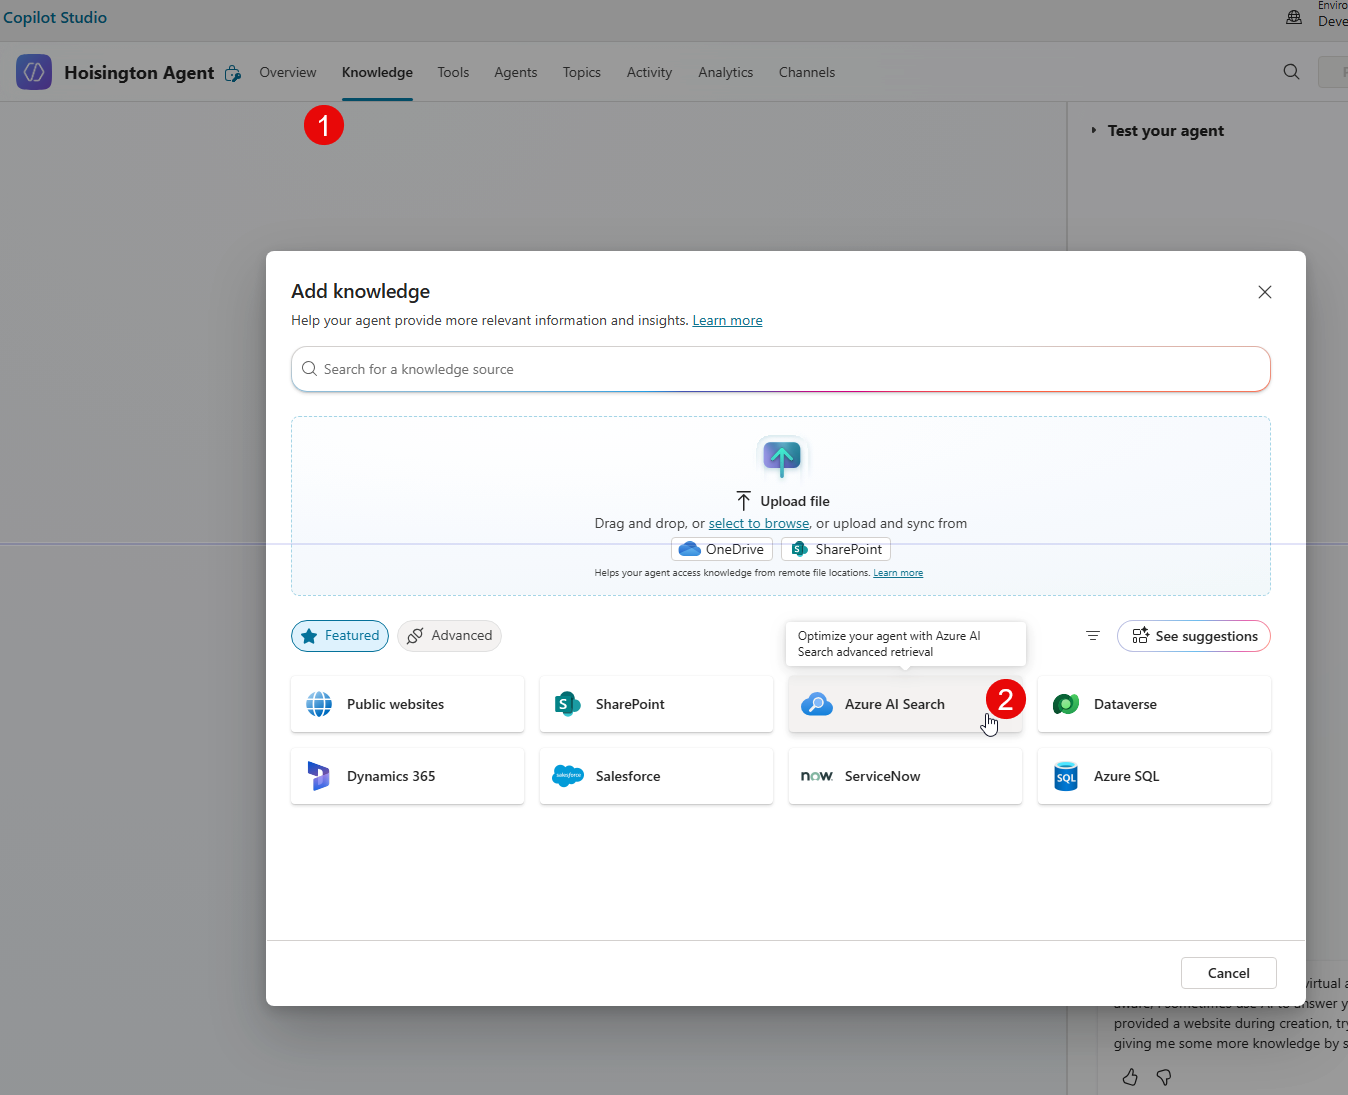 Copilot Studio
Enviro
Deve
Hoisington Agent
Overview
Knowledge
Tools
Agents
Topics
Activity
Analytics
Channels
1
Test your agent
Add knowledge
Help your agent provide more relevant information and insights. Learn more
Search for a knowledge source
Upload file
Drag and drop, or select to browse, or upload and sync from
OneDrive
SharePoint
Helps your agent access knowledge from remote file locations. Learn more
Featured
Advanced
Optimize your agent with Azure AI
Search advanced retrieval
See suggestions
Public websites
SharePoint
Azure AI Search
2
Dataverse
Dynamics 365
salesforce
Salesforce
now.
ServiceNow
SQL
Azure SQL
Cancel
virtual a
aware, I sometimes use AI to answer y
provided a website during creation, try
giving me some more knowledge by s